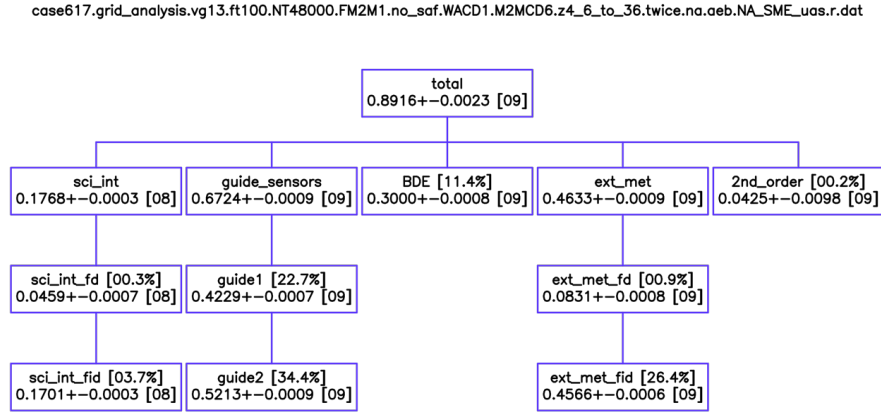 case617.grid_analysis.vg13.ft100.NT48000.FM2M1.no_saf.WACD1.M2MCD6.z4_6_to_36.twice.na.aeb.NA_SME_uas.r.dat
total
0.8916+-0.0023 [09]
sci_int
0.1768+-0.0003 [08]
guide_sensors
0.6724+-0.0009 [09]
BDE [11.4%]
0.3000+-0.0008 [09]
ext_met
0.4633+-0.0009 [09]
2nd_order [00.2%]
0.0425+-0.0098 [09]
sci_int_fd [00.3%]
0.0459+-0.0007 [08]
guide1 [22.7%]
0.4229+-0.0007 [09]
ext_met_fd [00.9%]
0.0831+-0.0008 [09]
sci_int_fid [03.7%]
0.1701+-0.0003 [08]
guide2 [34.4%]
0.5213+-0.0009 [09]
ext_met_fid [26.4%]
0.4566+-0.0006 [09]